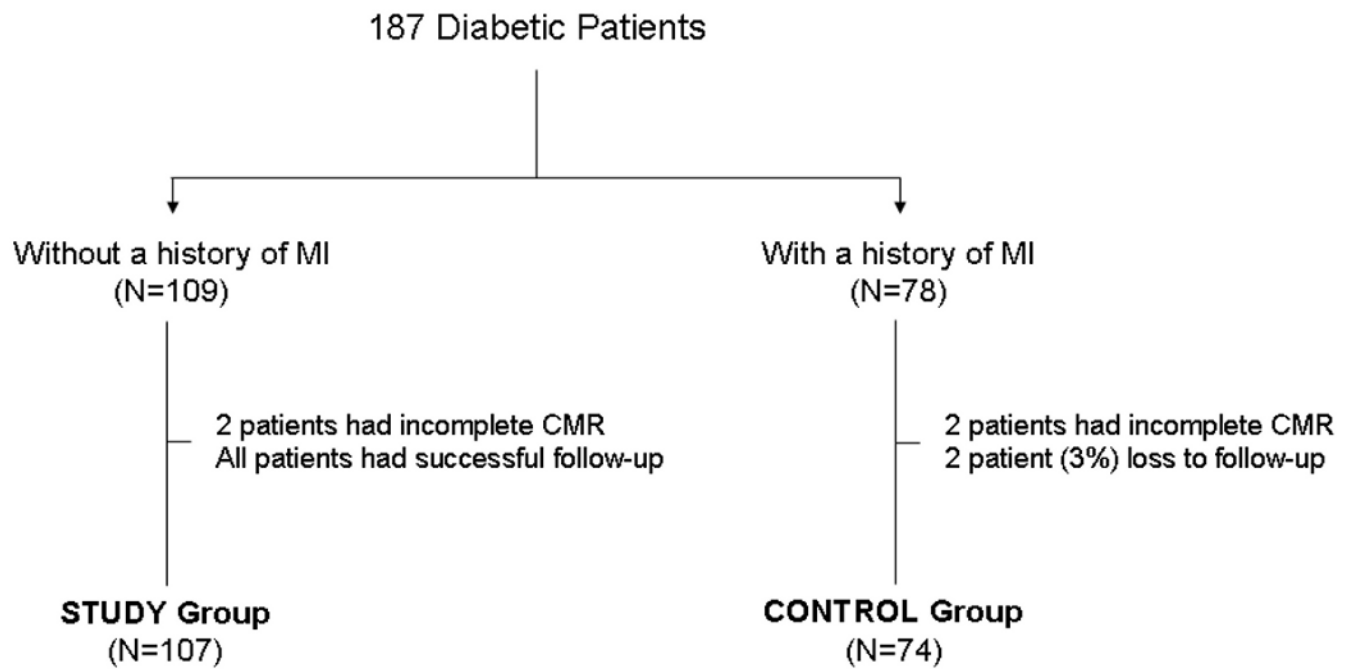 187 Diabetic Patients
Without a history of MI
(N=109)
With a history of MI
(N=78)
2 patients had incomplete CMR
All patients had successful follow-up
2 patients had incomplete CMR
2 patient (3%) loss to follow-up
STUDY Group
(N=107)
CONTROL Group
(N=74)